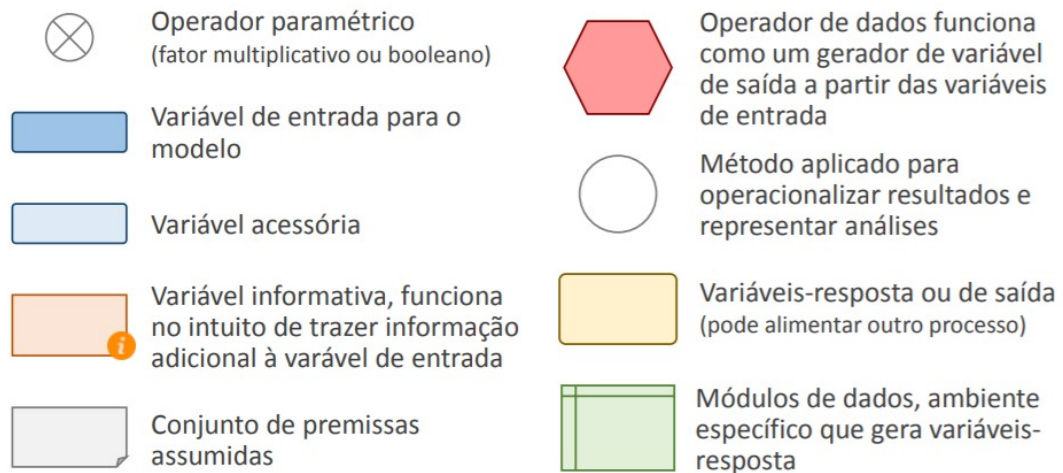 Operador paramétrico
(fator multiplicativo ou booleano)
Variável de entrada para o
modelo
Variável acessória
Variável informativa, funciona
no intuito de trazer informação
adicional à varável de entrada
Conjunto de premissas
assumidas
Operador de dados funciona
como um gerador de variável
de saída a partir das variáveis
de entrada
Método aplicado para
operacionalizar resultados e
representar análises
Variáveis-resposta ou de saída
(pode alimentar outro processo)
Módulos de dados, ambiente
específico que gera variáveis-
resposta